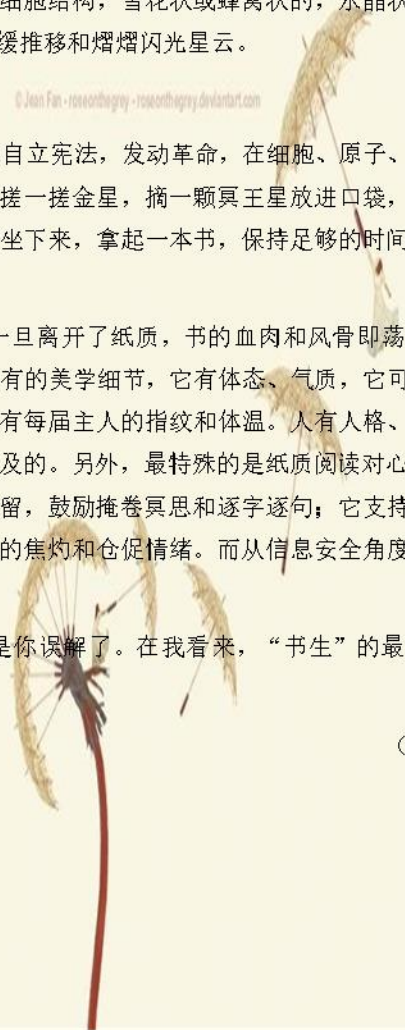 细胞结构，雪花状或蜂窝状的，水晶状
缓推移和熠熠闪光星云。
© Jean Fan - roseonthegrey - roseonthegrey.deviantart.com
自立宪法，发动革命，在细胞、原子、
搓一搓金星，摘一颗冥王星放进口袋，
坐下来，拿起一本书，保持足够的时间
一旦离开了纸质，书的血肉和风骨即荡
有的美学细节，它有体态、气质，它可
有每届主人的指纹和体温。人有人格、
及的。另外，最特殊的是纸质阅读对心
留，鼓励掩卷冥思和逐字逐句；它支持
的焦灼和仓促情绪。而从信息安全角度
是你误解了。在我看来，“书生”的最
（